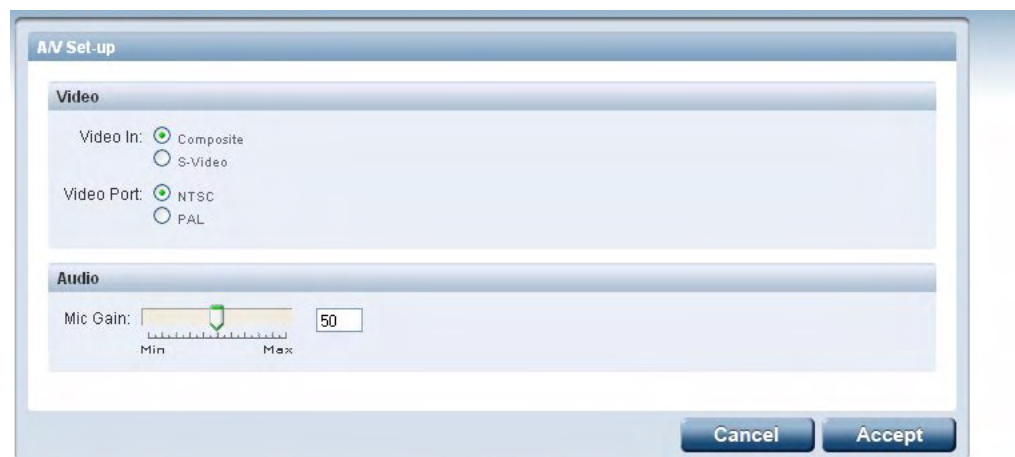 A/V Set-up
Video
Video In: Composite
S-Video
Video Port: NTSC
PAL
Audio
Mic Gain: 50
Min Max
Cancel Accept